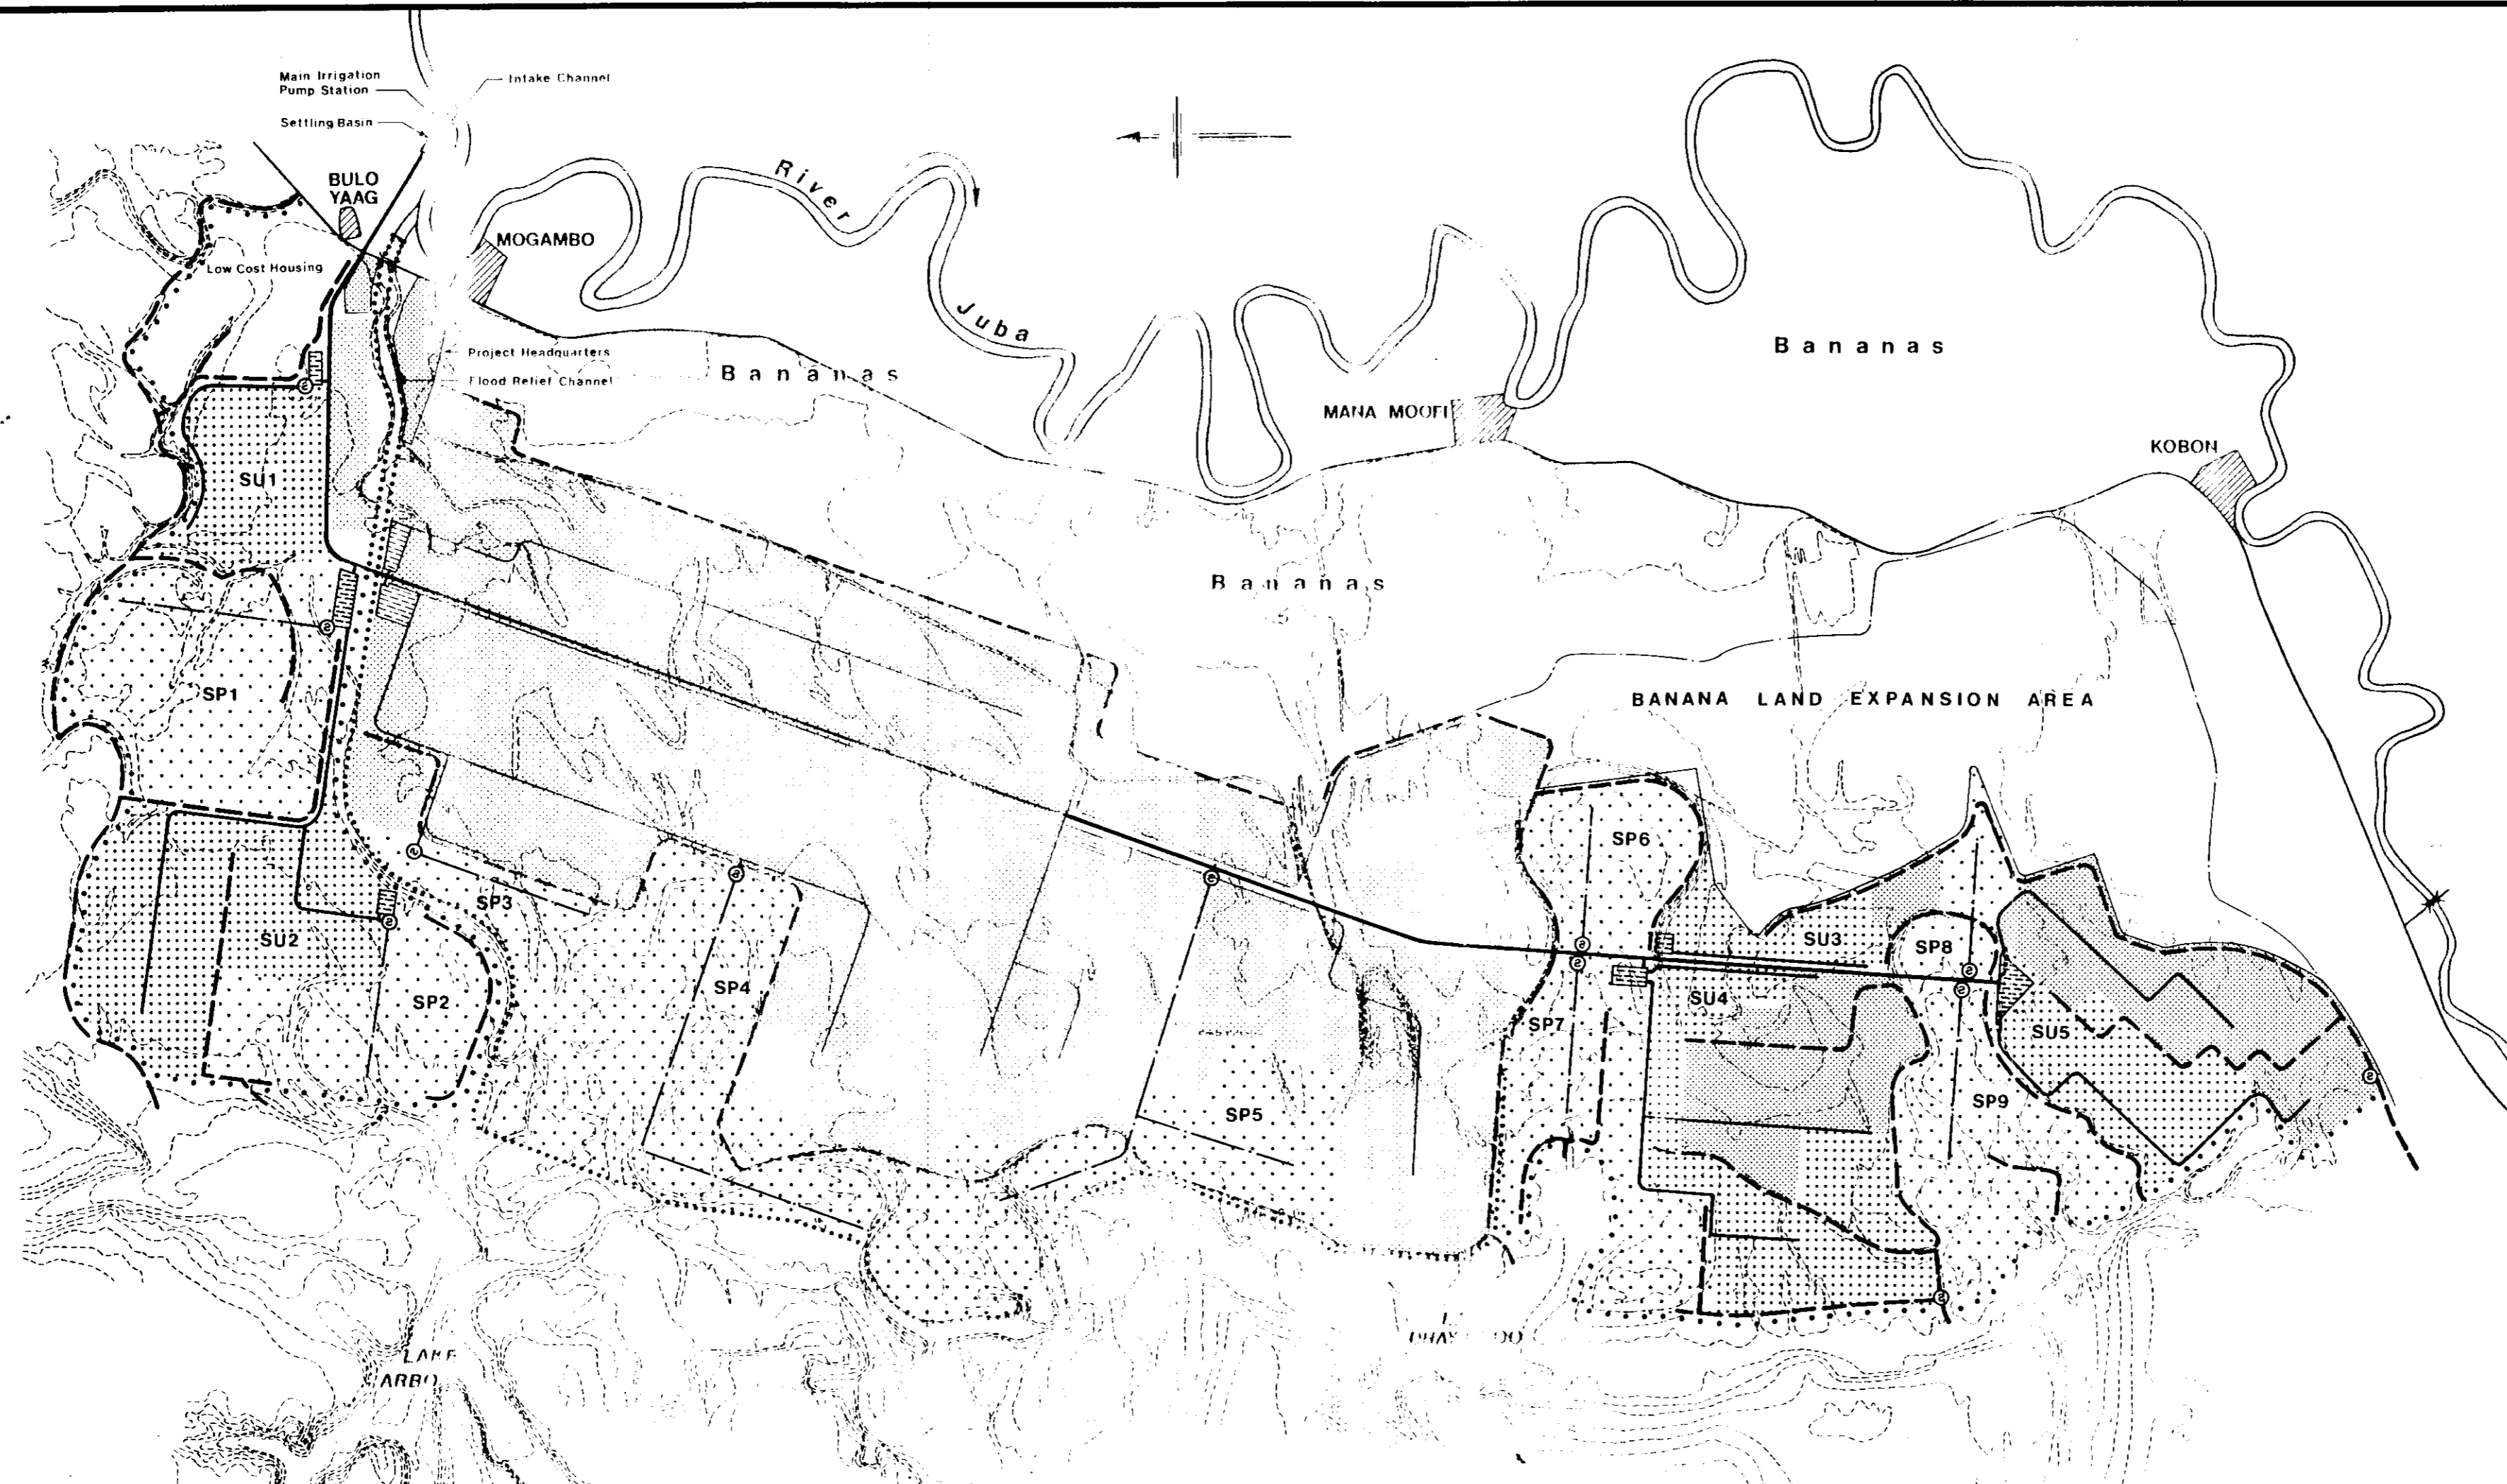 Main Irrigation
Pump Station
Intake Channel
Settling Basin
BULO
YAAG
MOGAMBO
River
Low Cost Housing
Juba
Project Headquarters
Flood Relief Channel
Bananas
Bananas
MANA MOOFI
KOBON
SU1
Bananas
SP1
BANANA LAND EXPANSION AREA
SP6
SP3
SU2
SU3
SP8
SP4
SP2
SU4
SP7
SU5
SP9
SP5
LAKE